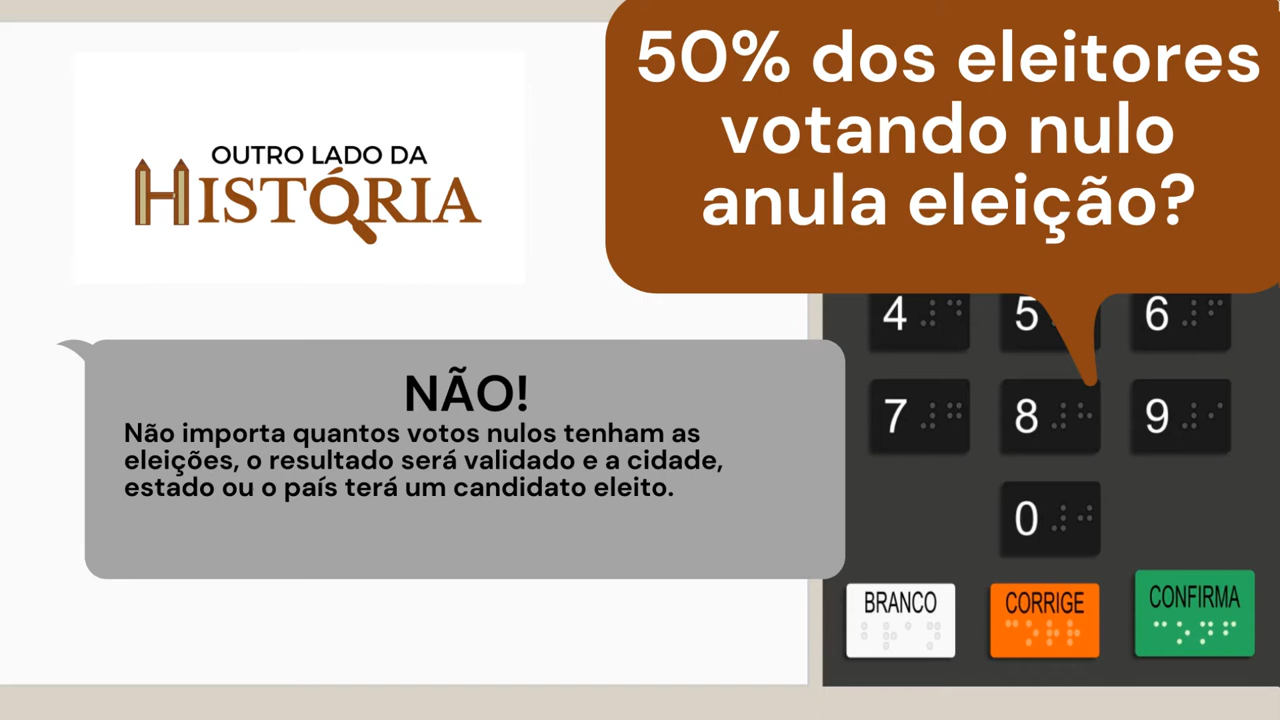 OUTRO LADO DA
HISTÓRIA
50% dos eleitores
votando nulo
anula eleição?
NÃO!
Não importa quantos votos nulos tenham as
eleições, o resultado será validado e a cidade,
estado ou o país terá um candidato eleito.
4 5 6
7 8 9
0
BRANCO CORRIGE CONFIRMA